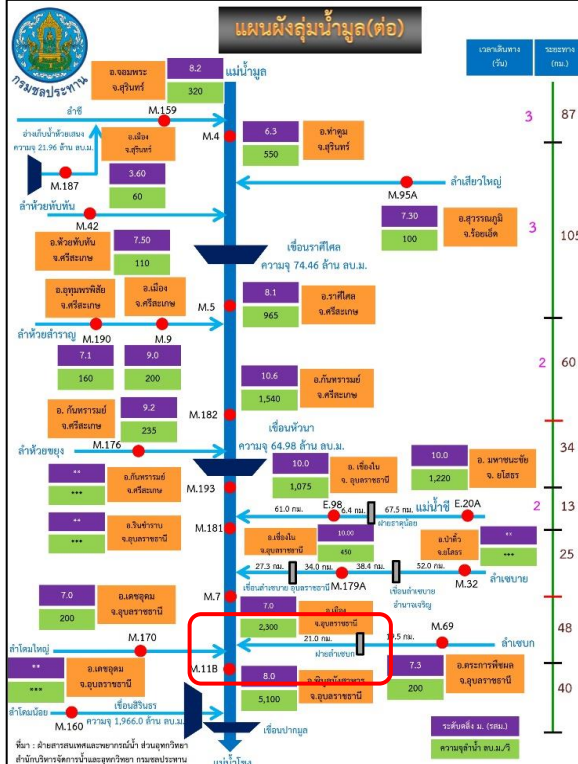 แผนผังลุ่มน้ำมูล(ต่อ)
กรมชลประทาน
เวลาเดินทาง
(วัน)
ระยะทาง
(กม.)
อ.จอมพระ
จ.สุรินทร์
8.2
320
แม่น้ำมูล
3
87
ลำชี
M.159
M.4
6.3
550
อ.ท่าตูม
จ.สุรินทร์
อ่างเก็บน้ำห้วยเสนง
ความจุ 21.96 ล้าน ลบ.ม.
อ.เมือง
จ.สุรินทร์
3.60
60
M.187
ลำเสียวใหญ่
M.95A
7.30
100
อ.สุวรรณภูมิ
จ.ร้อยเอ็ด
3
105
ลำห้วยทับทัน
M.42
อ.ห้วยทับทัน
จ.ศรีสะเกษ
7.50
110
เขื่อนราศีไศล
ความจุ 74.46 ล้าน ลบ.ม.
อ.อุทุมพรพิสัย
จ.ศรีสะเกษ
อ.เมือง
จ.ศรีสะเกษ
M.5
8.1
965
อ.ราศีไศล
จ.ศรีสะเกษ
ลำห้วยสำราญ
M.190
M.9
7.1
160
9.0
200
2
60
10.6
1,540
อ.กันทรารมย์
จ.ศรีสะเกษ
M.182
อ. กันทรารมย์
จ.ศรีสะเกษ
9.2
235
เขื่อนหัวนา
ความจุ 64.98 ล้าน ลบ.ม.
34
ลำห้วยขยุง
M.176
**
***
อ.กันทรารมย์
จ.ศรีสะเกษ
M.193
10.0
1,075
อ. เขื่องใน
จ. อุบลราชธานี
10.0
1,220
อ. มหาชนะชัย
จ. ยโสธร
2
13
61.0 กม.
E.98
6.4 กม.
67.5 กม.
แม่น้ำชี
E.20A
ฝายธาตุน้อย
**
***
อ.วารินชำราบ
จ.อุบลราชธานี
M.181
อ.เขื่องใน
จ.อุบลราชธานี
10.00
450
อ.ป่าติ้ว
จ.ยโสธร
**
***
25
27.3 กม.
34.0 กม.
38.4 กม.
52.0 กม.
ลำเซบาย
เขื่อนลำเซบาย อุบลราชธานี
M.179A
เขื่อนลำเซบาย
อำนาจเจริญ
M.32
7.0
200
อ.เดชอุดม
จ.อุบลราชธานี
M.7
7.0
2,300
อ.เมือง
จ.อุบลราชธานี
48
ลำโดมใหญ่
M.170
21.0 กม.
19.5 กม.
M.69
ลำเซบก
ฝายลำเซบก
**
***
อ.เดชอุดม
จ.อุบลราชธานี
M.11B
8.0
5,100
อ.พิบูลมังสาหาร
จ.อุบลราชธานี
7.3
200
อ.ตระการพืชผล
จ.อุบลราชธานี
40
ลำโดมน้อย
M.160
เขื่อนสิรินธร
ความจุ 1,966.0 ล้าน ลบ.ม.
เขื่อนปากมูล
แม่น้ำโขง
ระดับตลิ่ง ม. (รสม.)
ความจุลำน้ำ ลบ.ม./วิ
ที่มา : ฝ่ายสารสนเทศและพยากรณ์น้ำ ส่วนอุทกวิทยา
สำนักบริหารจัดการน้ำและอุทกวิทยา กรมชลประทาน